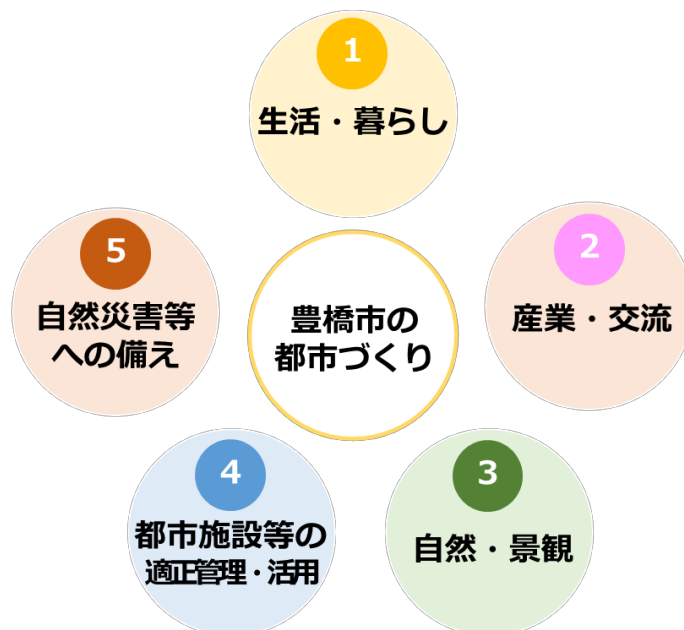 1
生活・暮らし
2
産業・交流
3
自然・景観
4
都市施設等の
適正管理・活用
5
自然災害等
への備え
豊橋市の
都市づくり